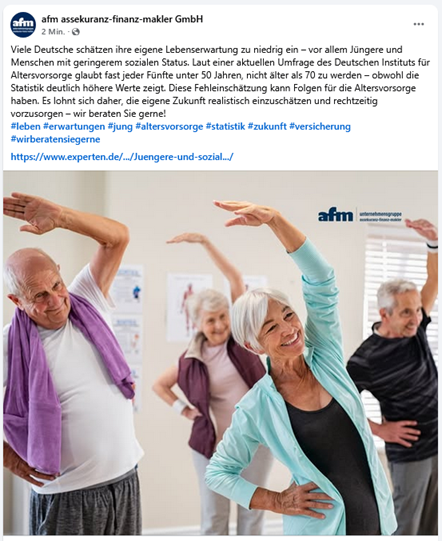 afm assekuranz-finanz-makler GmbH
2 Min. ·
Viele Deutsche schätzen ihre eigene Lebenserwartung zu niedrig ein – vor allem Jüngere und
Menschen mit geringerem sozialen Status. Laut einer aktuellen Umfrage des Deutschen Instituts für
Altersvorsorge glaubt fast jeder Fünfte unter 50 Jahren, nicht älter als 70 zu werden – obwohl die
Statistik deutlich höhere Werte zeigt. Diese Fehleinschätzung kann Folgen für die Altersvorsorge
haben. Es lohnt sich daher, die eigene Zukunft realistisch einzuschätzen und rechtzeitig
vorzusorgen – wir beraten Sie gerne!
#leben #erwartungen #jung #altersvorsorge #statistik #zukunft #versicherung
#wirberatensiegerne
https://www.experten.de/.../Juengere-und-sozial.../
afm unternehmensgruppe
assekuranz-finanz-makler